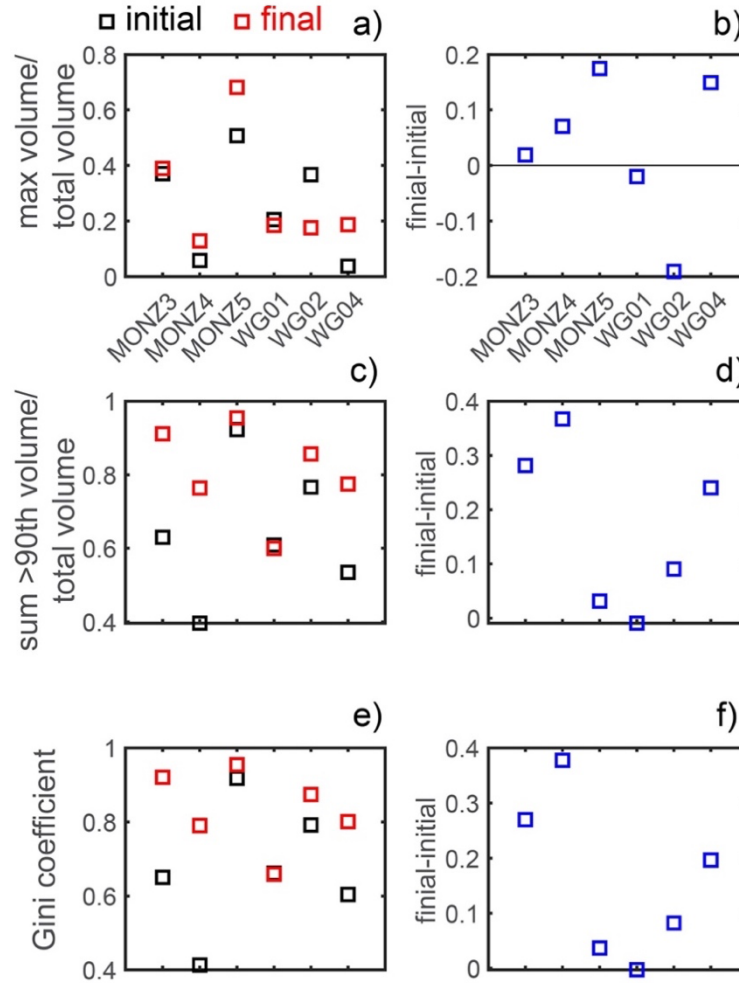 initial final a) b)
max volume/
total volume
0.8
0.6
0.4
0.2
0
finial-initial
0.2
0.1
0
-0.1
-0.2
MONZ3 MONZ4 MONZ5 WG01 WG02 WG04
MONZ3 MONZ4 MONZ5 WG01 WG02 WG04
c) d)
sum >90th volume/
total volume
1
0.8
0.6
0.4
finial-initial
0.4
0.3
0.2
0.1
0
e) f)
Gini coefficient
1
0.8
0.6
0.4
finial-initial
0.4
0.3
0.2
0.1
0